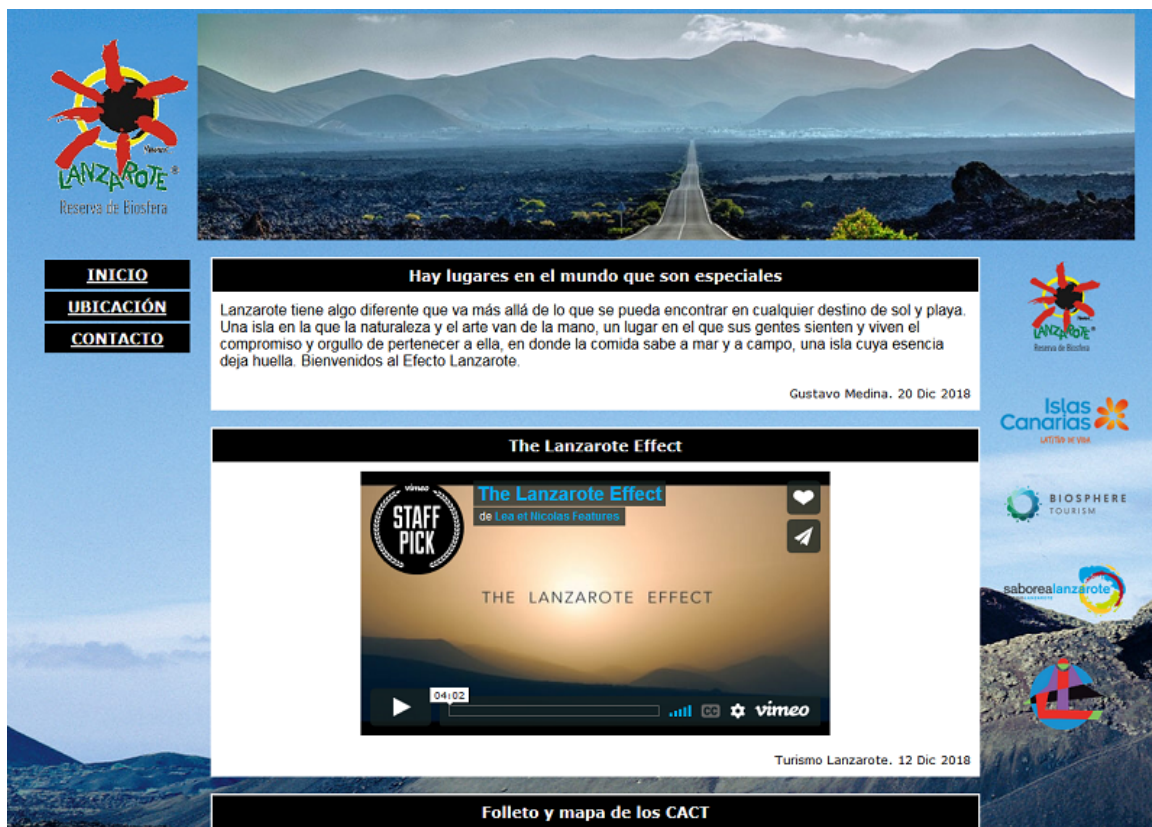 LANZAROTE®
Reserva de Biosfera
INICIO
UBICACIÓN
CONTACTO
Hay lugares en el mundo que son especiales
Lanzarote tiene algo diferente que va más allá de lo que se pueda encontrar en cualquier destino de sol y playa.
Una isla en la que la naturaleza y el arte van de la mano, un lugar en el que sus gentes sienten y viven el
compromiso y orgullo de pertenecer a ella, en donde la comida sabe a mar y a campo, una isla cuya esencia
deja huella. Bienvenidos al Efecto Lanzarote.
Gustavo Medina. 20 Dic 2018
The Lanzarote Effect
vimeo
STAFF
PICK
The Lanzarote Effect
de Lea et Nicolas Features
THE LANZAROTE EFFECT
04:02
CC
vimeo
Turismo Lanzarote. 12 Dic 2018
Folleto y mapa de los CACT
LANZAROTE®
Reserva de Biosfera
Islas
Canarias
LATITUD DE VIDA
BIOSPHERE
TOURISM
saborealanzarote